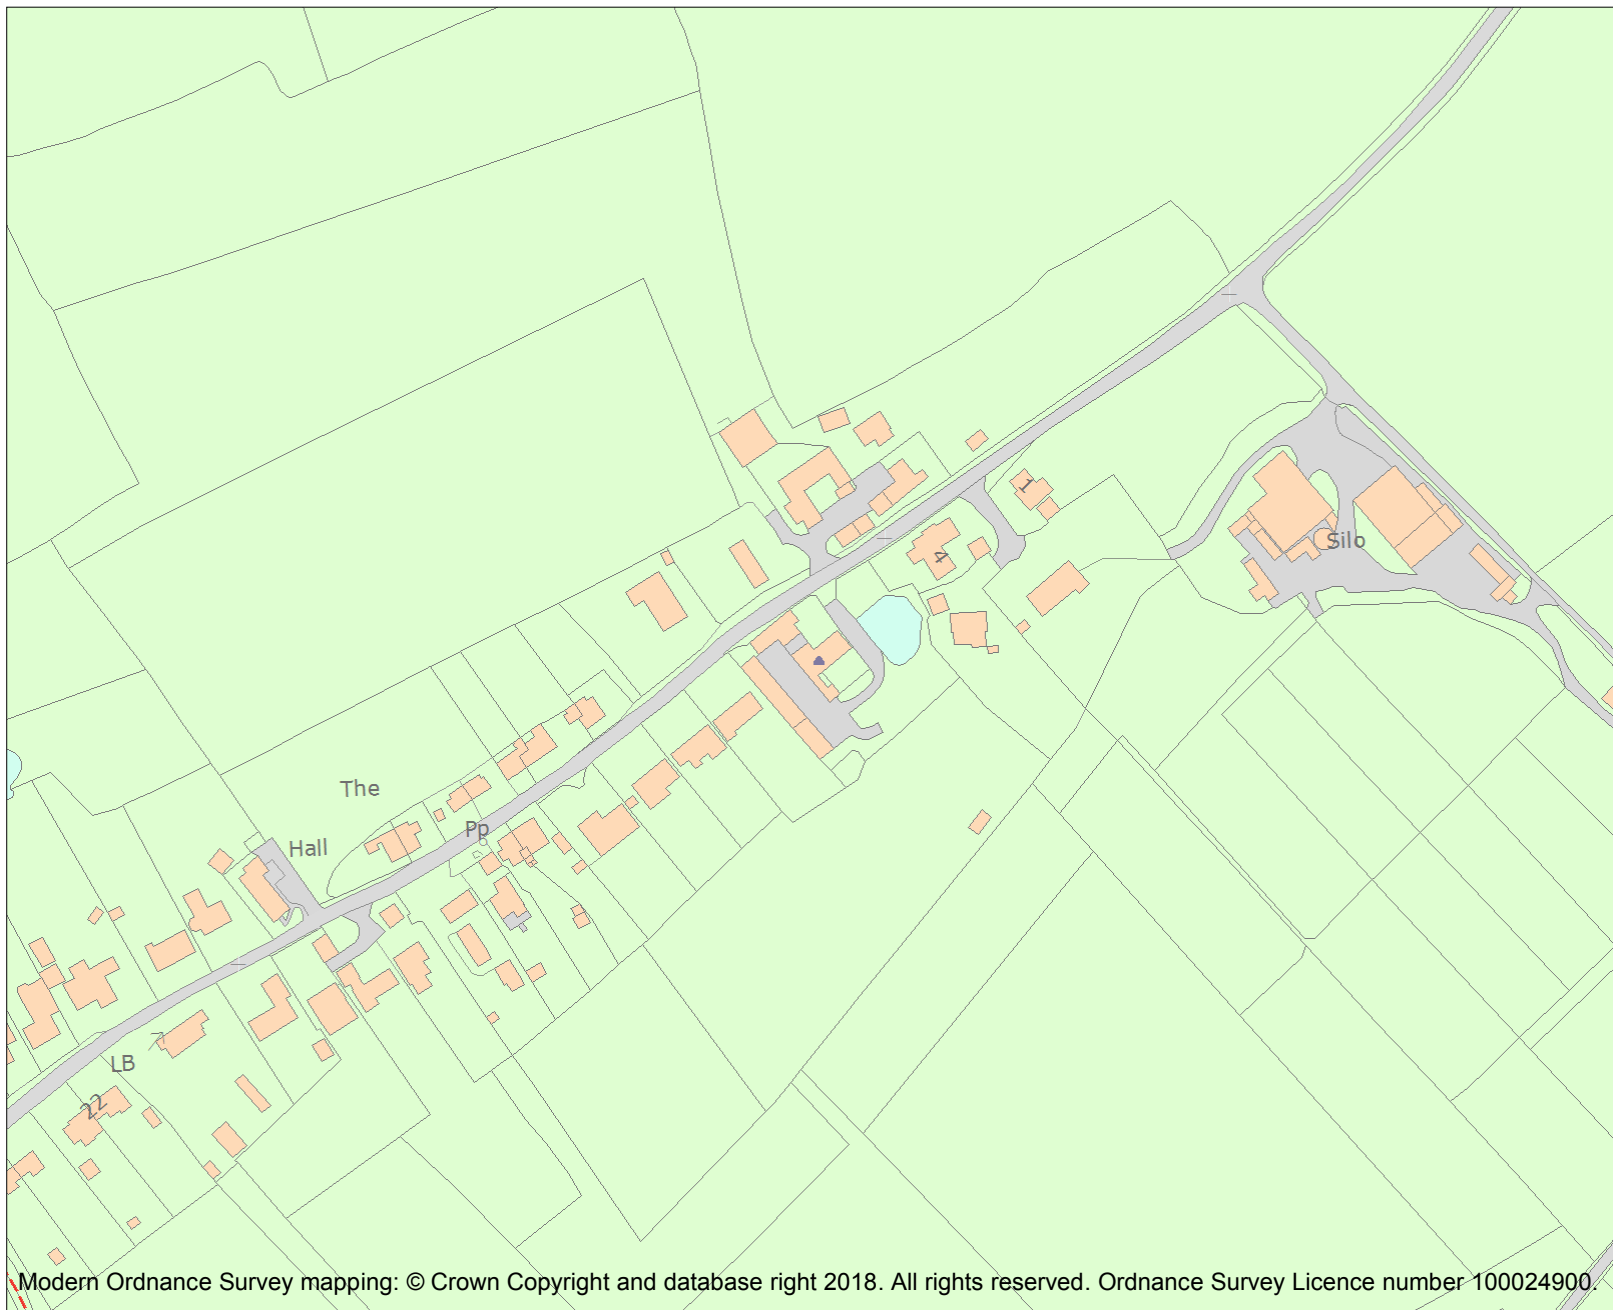 1
4
Silo
The
Pp
Hall
LB
22
Modern Ordnance Survey mapping: © Crown Copyright and database right 2018. All rights reserved. Ordnance Survey Licence number 100024900.